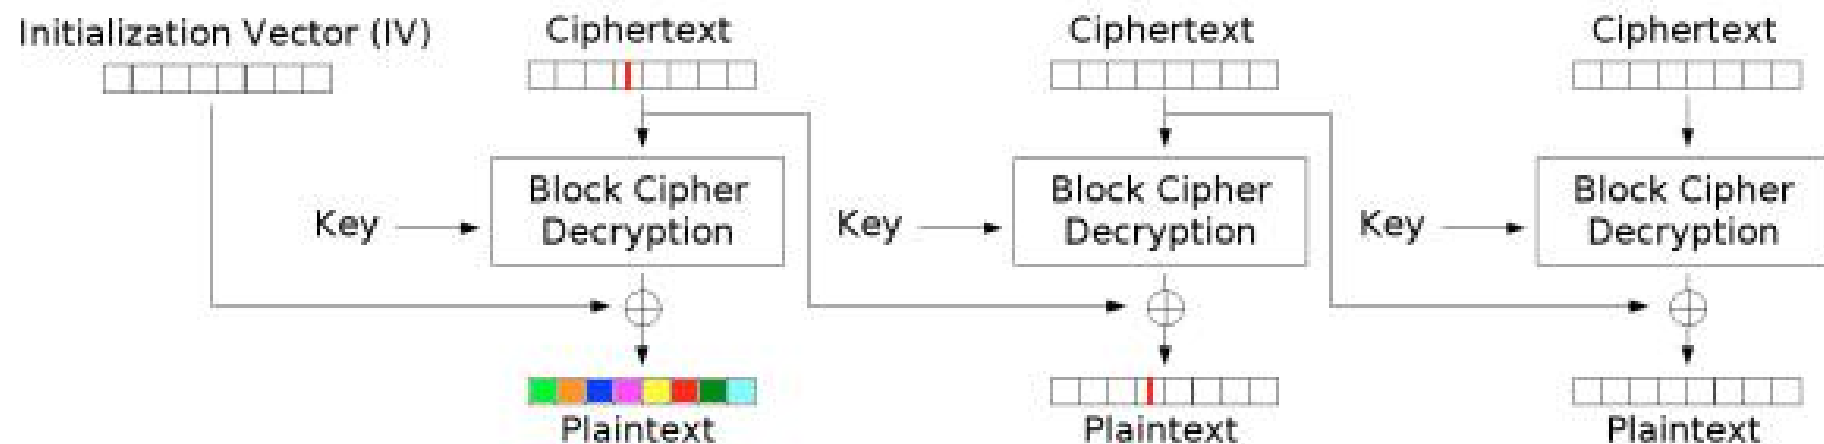 Initialization Vector (IV)
Ciphertext
Ciphertext
Ciphertext
Key
Block Cipher
Decryption
Key
Block Cipher
Decryption
Key
Block Cipher
Decryption
Plaintext
Plaintext
Plaintext